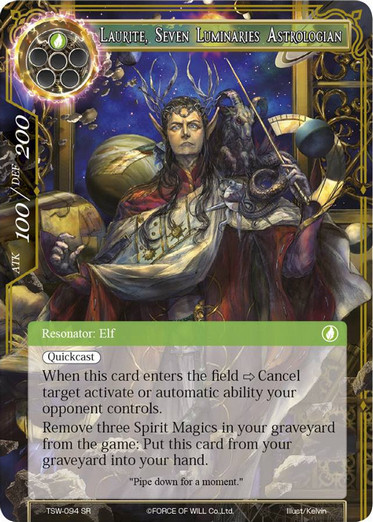 Laurite, Seven Luminaries Astrologian
ATK 100 // DEF 200
Resonator: Elf
Quickcast
When this card enters the field ⇨ Cancel
target activate or automatic ability your
opponent controls.
Remove three Spirit Magics in your graveyard
from the game: Put this card from your
graveyard into your hand.
"Pipe down for a moment."
TSW-094 SR ©FORCE OF WILL Co.,Ltd. Illust/Kelvin